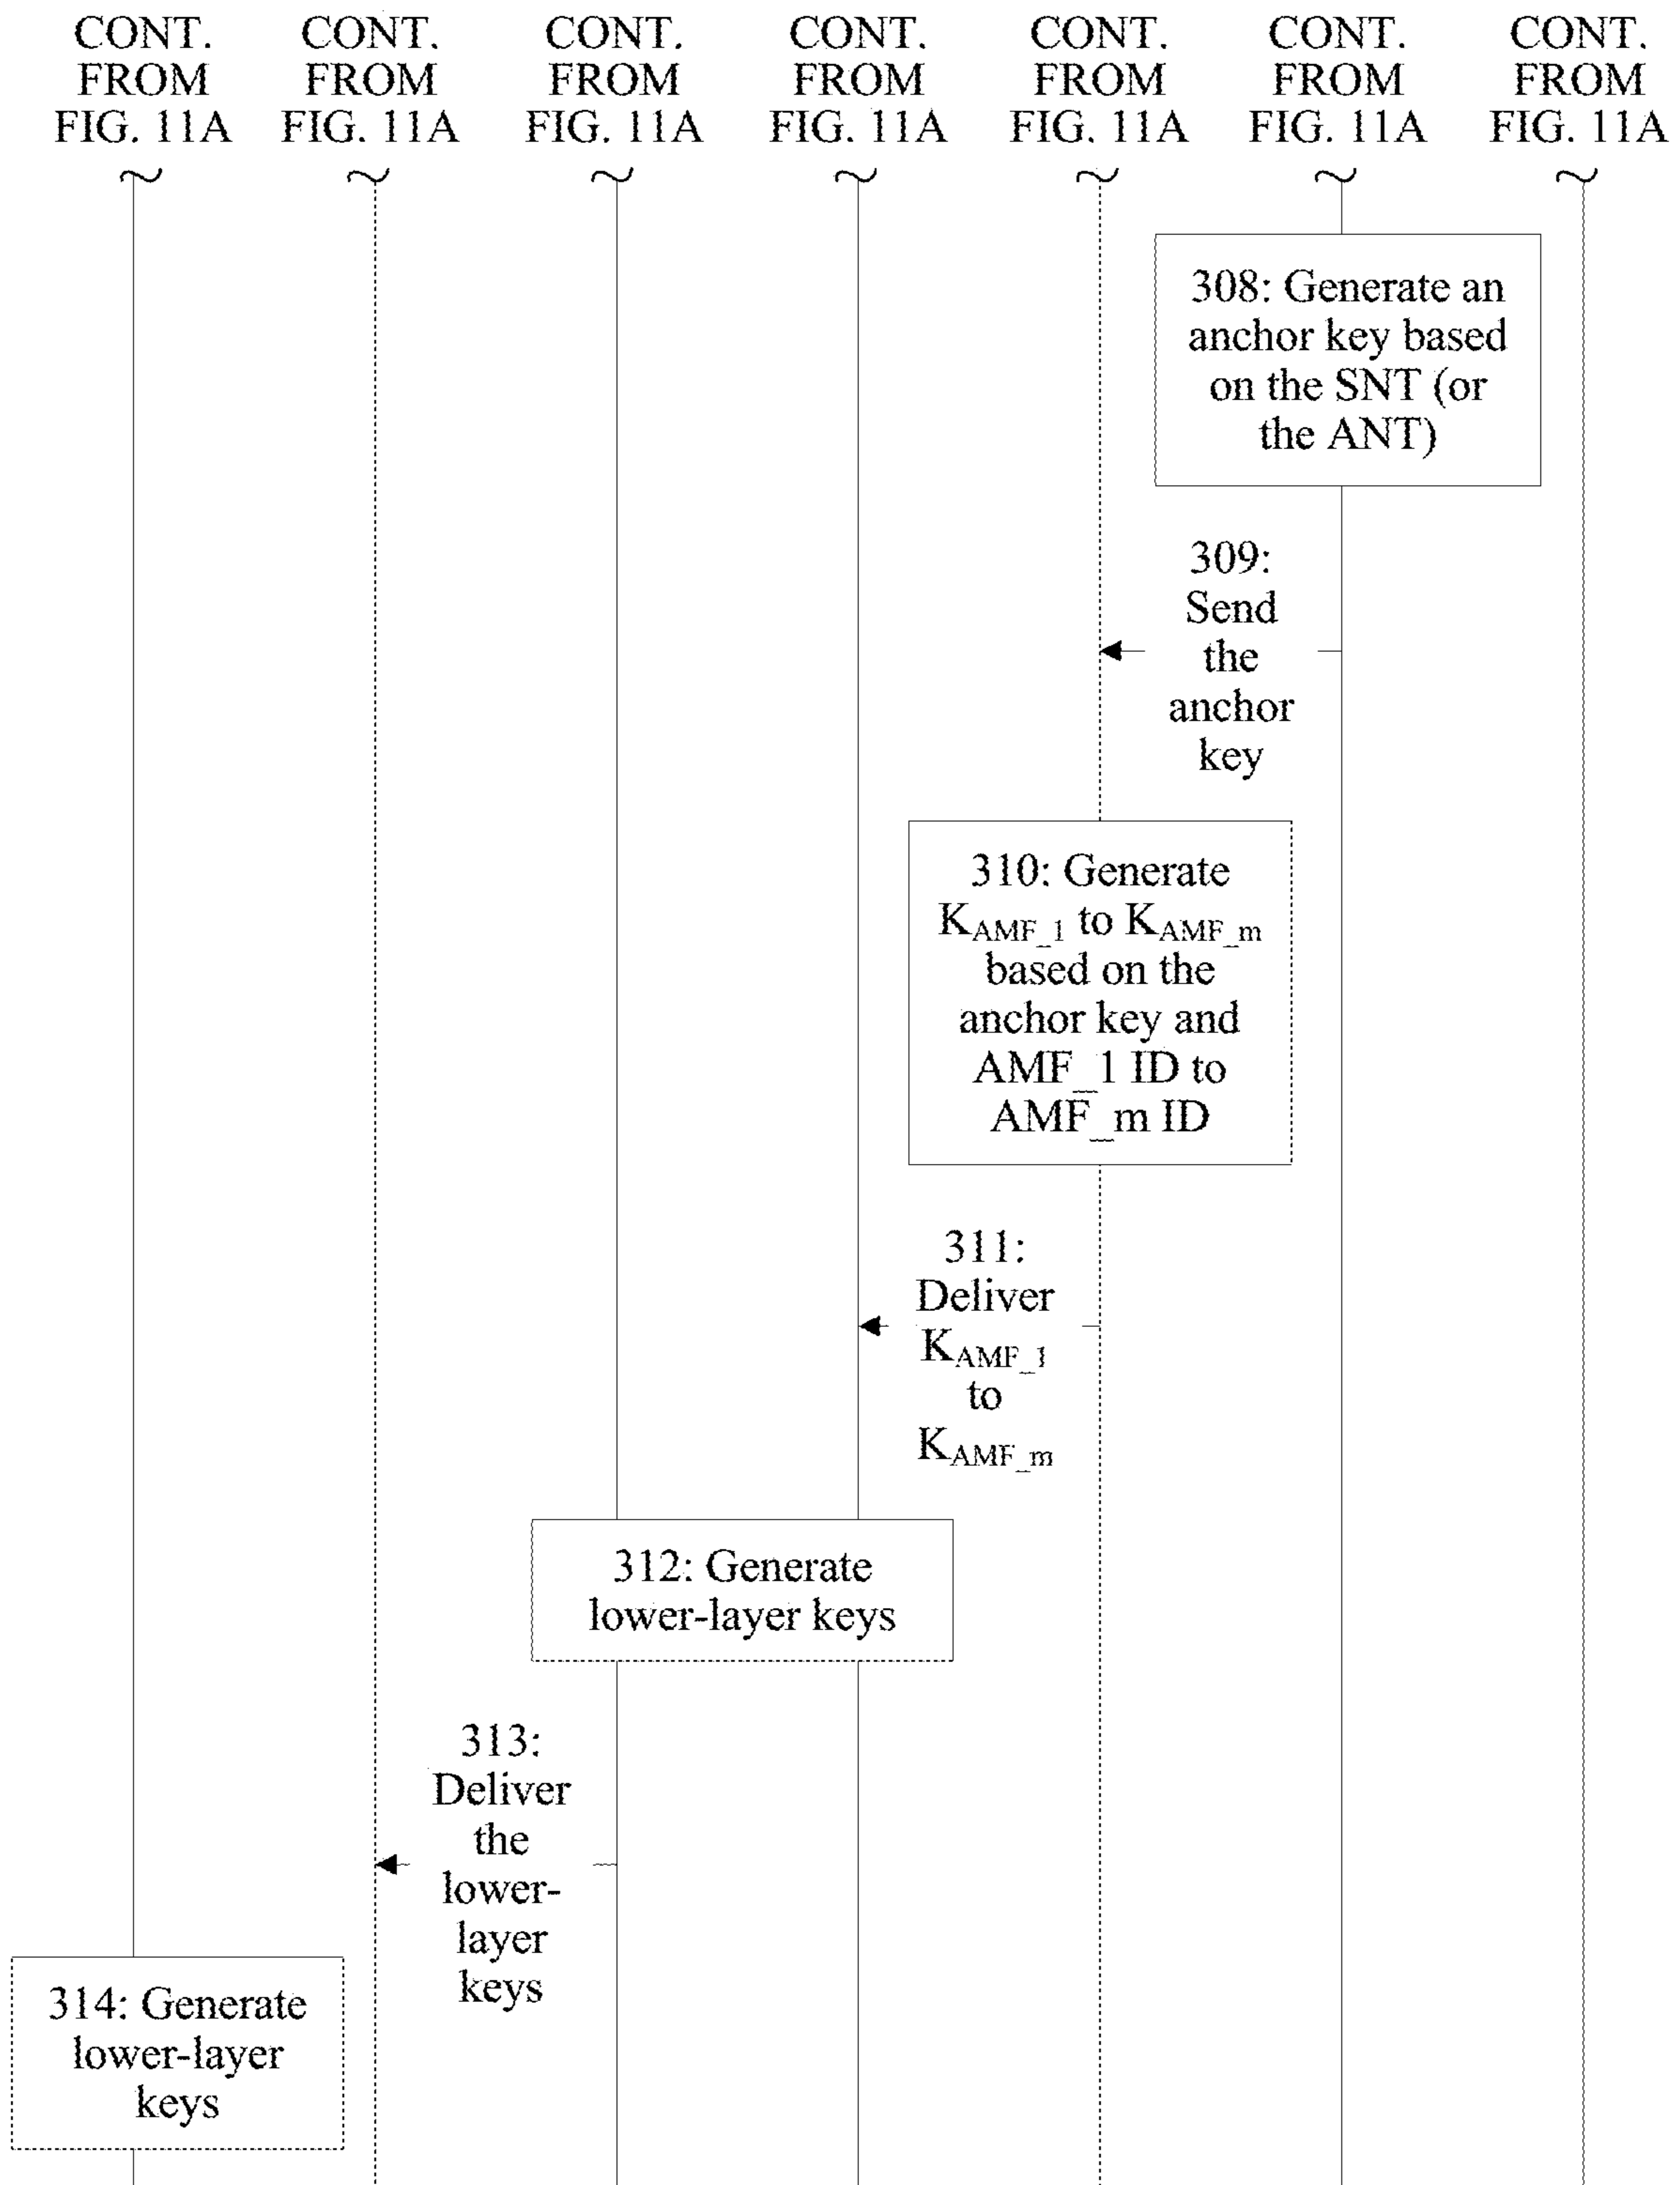 CONT. FROM FIG. 11A
CONT. FROM FIG. 11A
CONT. FROM FIG. 11A
CONT. FROM FIG. 11A
CONT. FROM FIG. 11A
CONT. FROM FIG. 11A
CONT. FROM FIG. 11A
308: Generate an
anchor key based
on the SNT (or
the ANT)
309:
Send
the
anchor
key
310: Generate
K_AMF_1 to K_AMF_m
based on the
anchor key and
AMF_1 ID to
AMF_m ID
311:
Deliver
K_AMF_1
to
K_AMF_m
312: Generate
lower-layer keys
313:
Deliver
the
lower-
layer
keys
314: Generate
lower-layer
keys